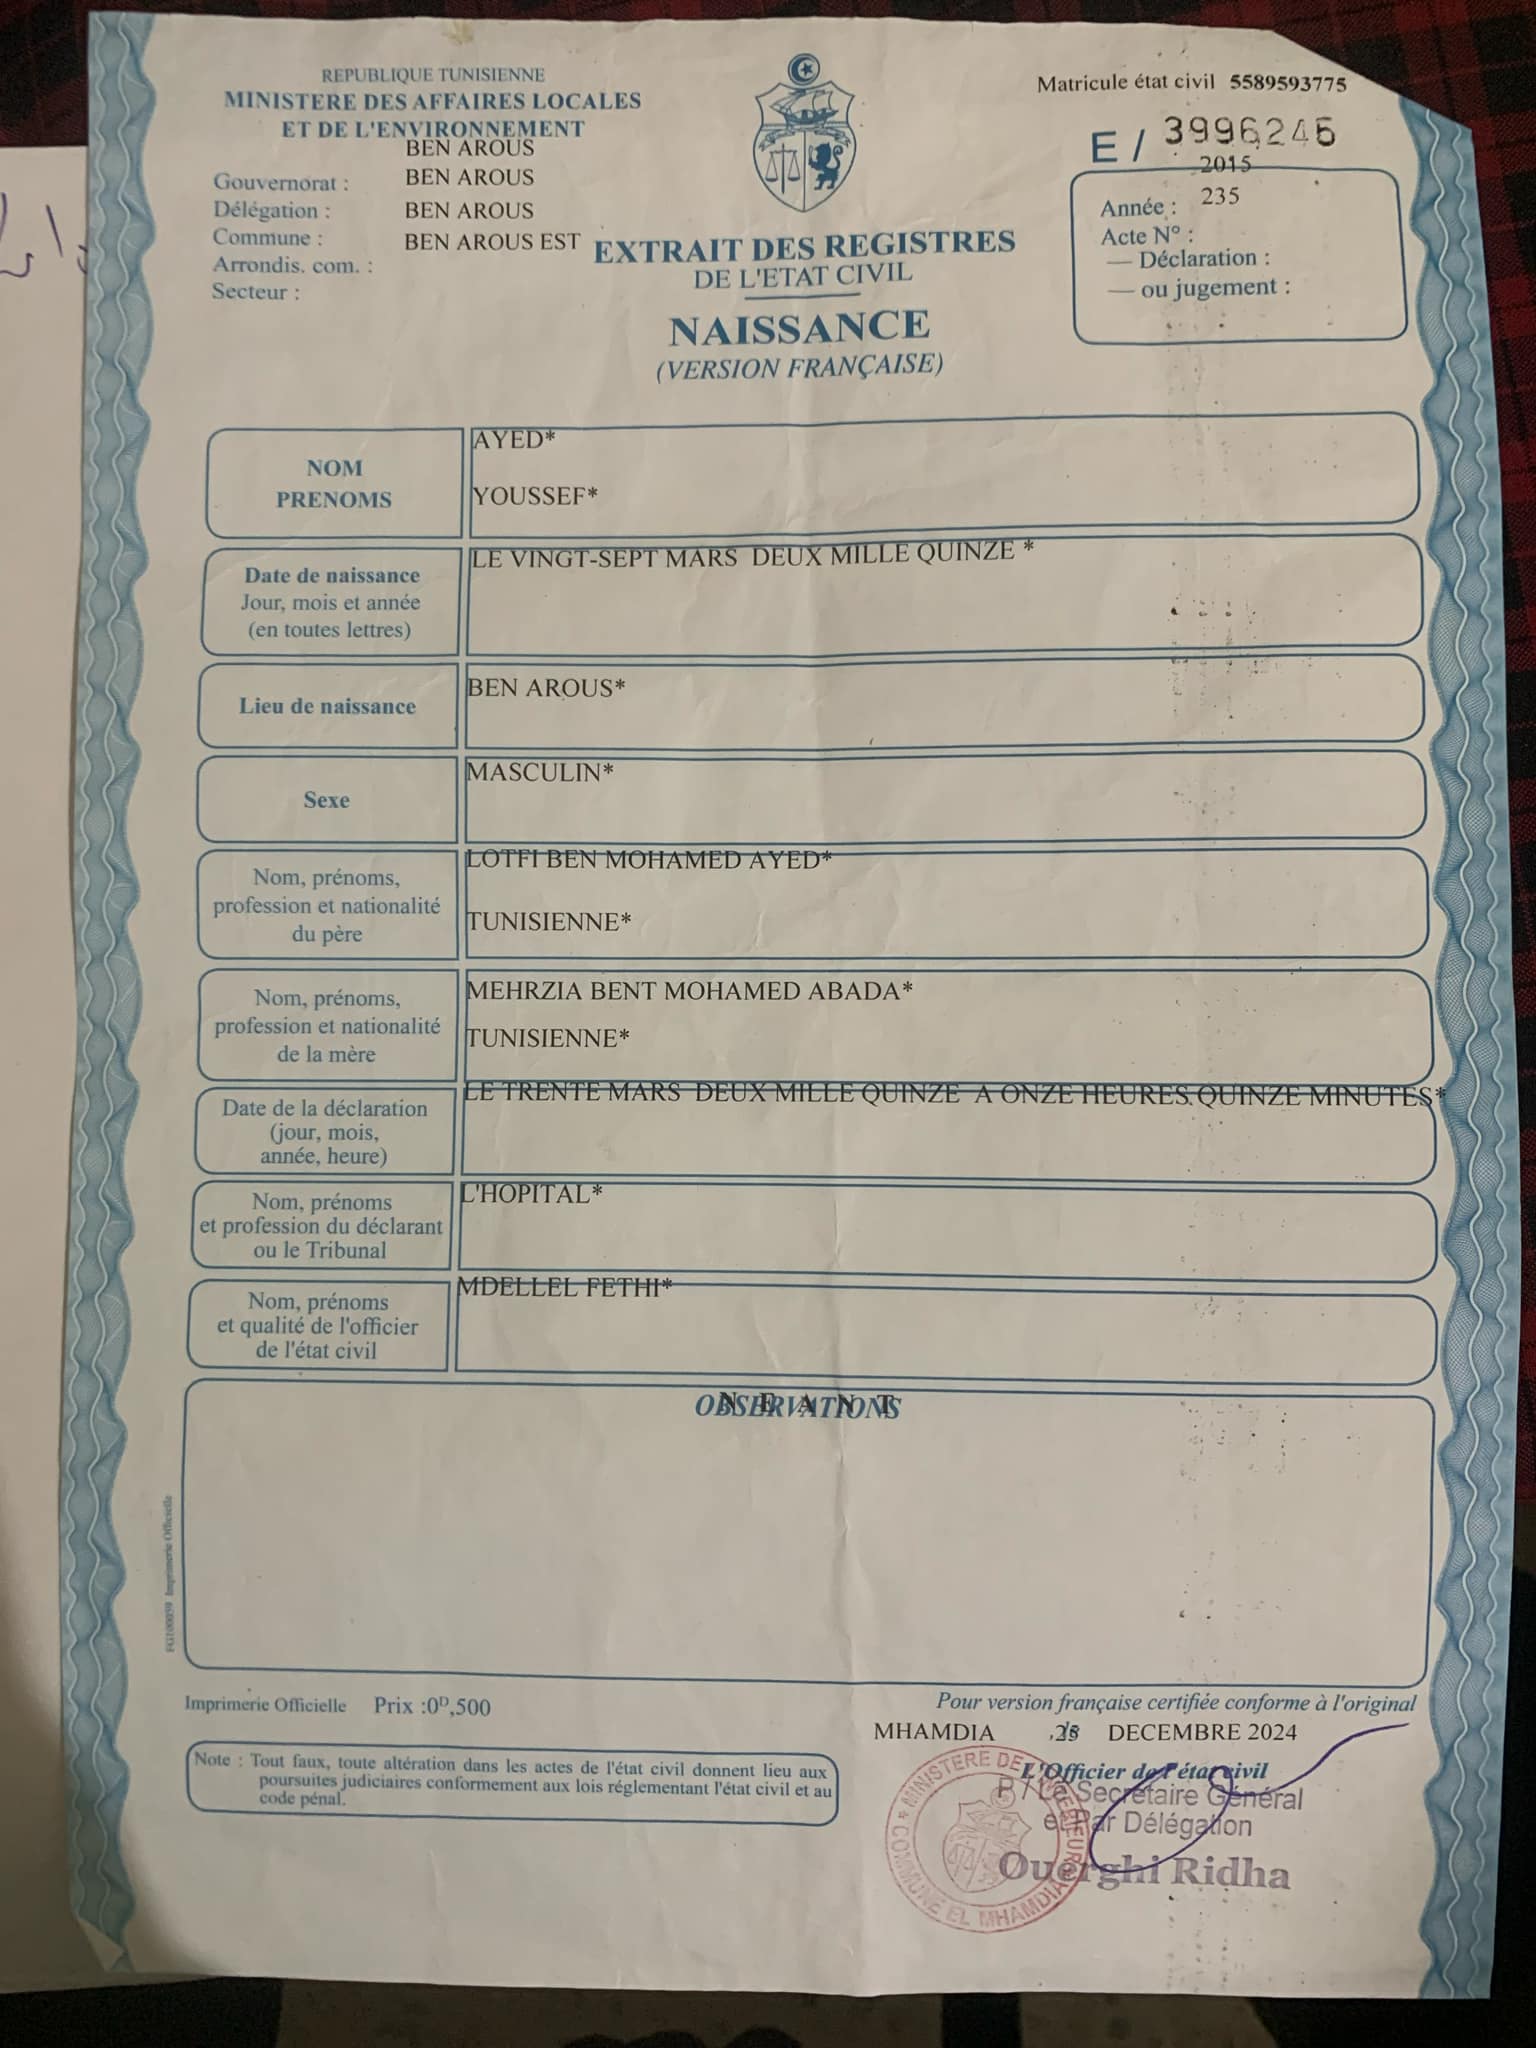 REPUBLIQUE TUNISIENNE
MINISTERE DES AFFAIRES LOCALES
ET DE L'ENVIRONNEMENT
BEN AROUS
Gouvernorat : BEN AROUS
Délégation : BEN AROUS
Commune : BEN AROUS EST
Arrondis. com. :
Secteur :
Matricule état civil 5589593775
E / 3996246
2015
Année : 235
Acte N° :
— Déclaration :
— ou jugement :
EXTRAIT DES REGISTRES
DE L'ETAT CIVIL
NAISSANCE
(VERSION FRANÇAISE)
NOM
PRENOMS
AYED*
YOUSSEF*
Date de naissance
Jour, mois et année
(en toutes lettres)
LE VINGT-SEPT MARS DEUX MILLE QUINZE *
Lieu de naissance
BEN AROUS*
Sexe
MASCULIN*
Nom, prénoms,
profession et nationalité
du père
LOTFI BEN MOHAMED AYED*
TUNISIENNE*
Nom, prénoms,
profession et nationalité
de la mère
MEHRZIA BENT MOHAMED ABADA*
TUNISIENNE*
Date de la déclaration
(jour, mois,
année, heure)
LE TRENTE MARS DEUX MILLE QUINZE A ONZE HEURES QUINZE MINUTES*
Nom, prénoms
et profession du déclarant
ou le Tribunal
L'HOPITAL*
Nom, prénoms
et qualité de l'officier
de l'état civil
MDELLEL FETHI*
OBSERVATIONS
N E A N T
FG100059 Imprimerie Officielle
Imprimerie Officielle Prix :0ᴰ,500
Note : Tout faux, toute altération dans les actes de l'état civil donnent lieu aux
poursuites judiciaires conformement aux lois réglementant l'état civil et au
code pénal.
Pour version française certifiée conforme à l'original
MHAMDIA ,le DECEMBRE 2024
L'Officier de l'état civil
P / Le Secrétaire Général
et Par Délégation
Ouerghi Ridha
MINISTERE DE L'INTERIEUR
* COMMUNE EL MHAMDIA *